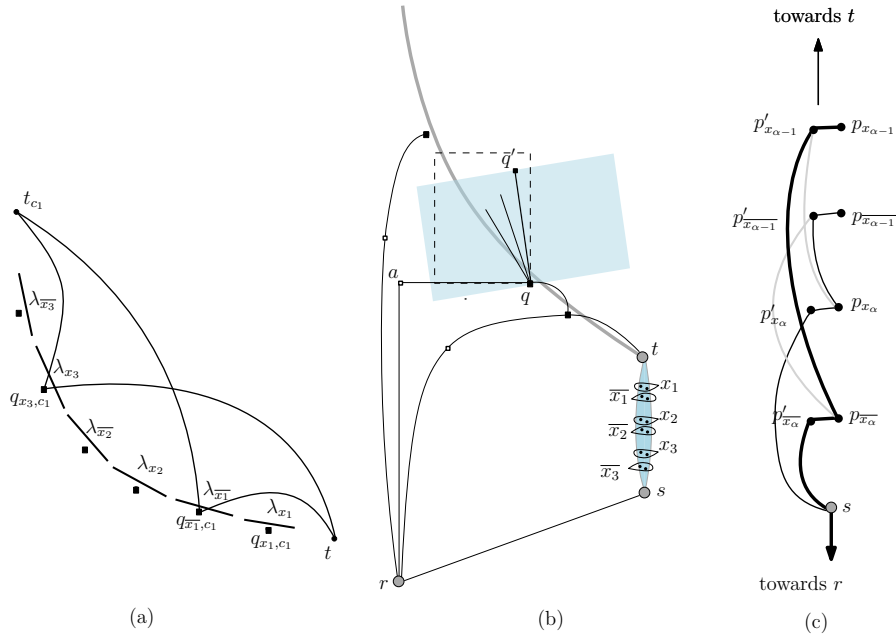 t_{c_1}
λ_{\overline{x_3}}
λ_{x_3}
q_{x_3,c_1}
λ_{\overline{x_2}}
λ_{x_2}
λ_{\overline{x_1}}
λ_{x_1}
q_{\overline{x_1},c_1}
q_{x_1,c_1}
t
(a)
q′
a
q
t
x_1
\overline{x_1}
x_2
\overline{x_2}
x_3
\overline{x_3}
s
r
(b)
towards t
p′_{x_{α−1}} p_{x_{α−1}}
p′_{\overline{x_{α−1}}} p_{\overline{x_{α−1}}}
p′_{x_α} p_{x_α}
p′_{\overline{x_α}} p_{\overline{x_α}}
s
towards r
(c)